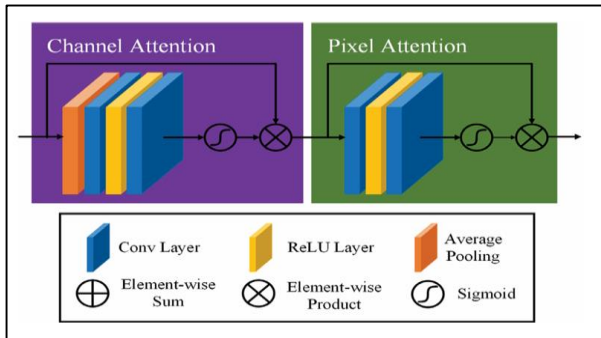 Channel Attention
Pixel Attention
Conv Layer
ReLU Layer
Average
Pooling
Element-wise
Sum
Element-wise
Product
Sigmoid